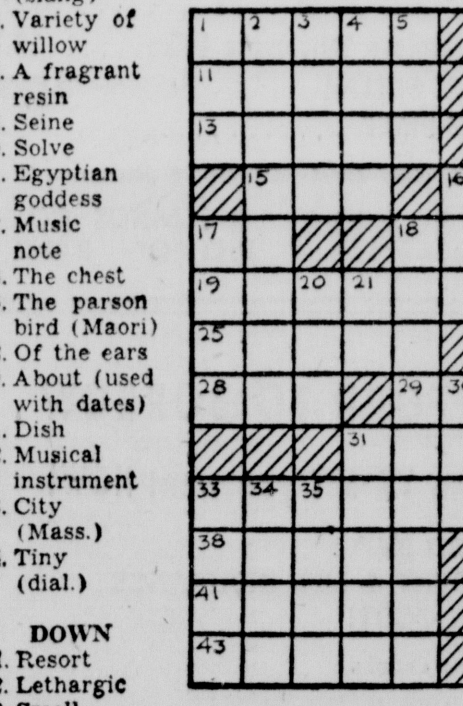 . Variety of
willow
. A fragrant
resin
. Seine
. Solve
. Egyptian
goddess
. Music
note
. The chest
. The parson
bird (Maori)
. Of the ears
. About (used
with dates)
. Dish
. Musical
instrument
. City
(Mass.)
. Tiny
(dial.)
DOWN
. Resort
. Lethargic
1 2 3 4 5
11
13
15 16
17 18
19 20 21
25
28 29 30
31
33 34 35
38
41
43